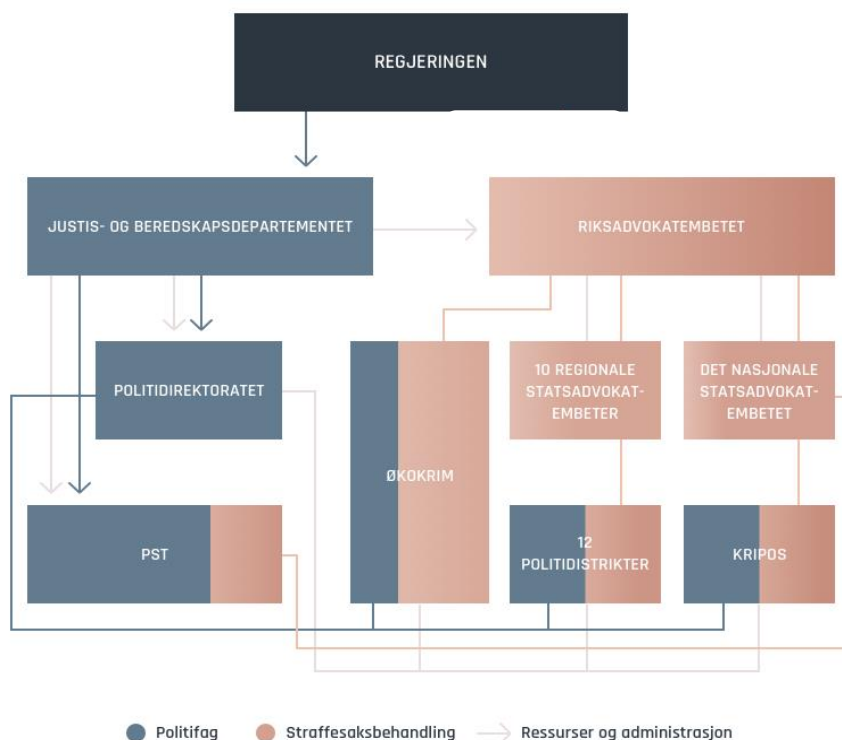 REGJERINGEN
JUSTIS- OG BEREDSKAPSDEPARTEMENTET
RIKSADVOKATEMBETET
POLITIDIREKTORATET
10 REGIONALE
STATSADVOKAT-
EMBETER
DET NASJONALE
STATSADVOKAT-
EMBETET
ØKOKRIM
PST
12
POLITIDISTRIKTER
KRIPOS
Politifag
Straffesaksbehandling
Ressurser og administrasjon